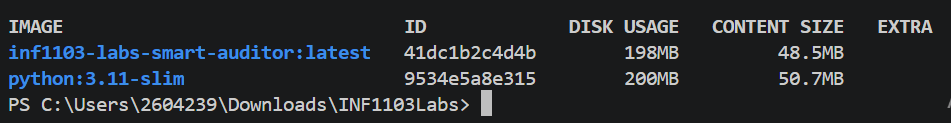 IMAGE ID DISK USAGE CONTENT SIZE EXTRA
inf1103-labs-smart-auditor:latest 41dc1b2c4d4b 198MB 48.5MB
python:3.11-slim 9534e5a8e315 200MB 50.7MB
PS C:\Users\2604239\Downloads\INF1103Labs>